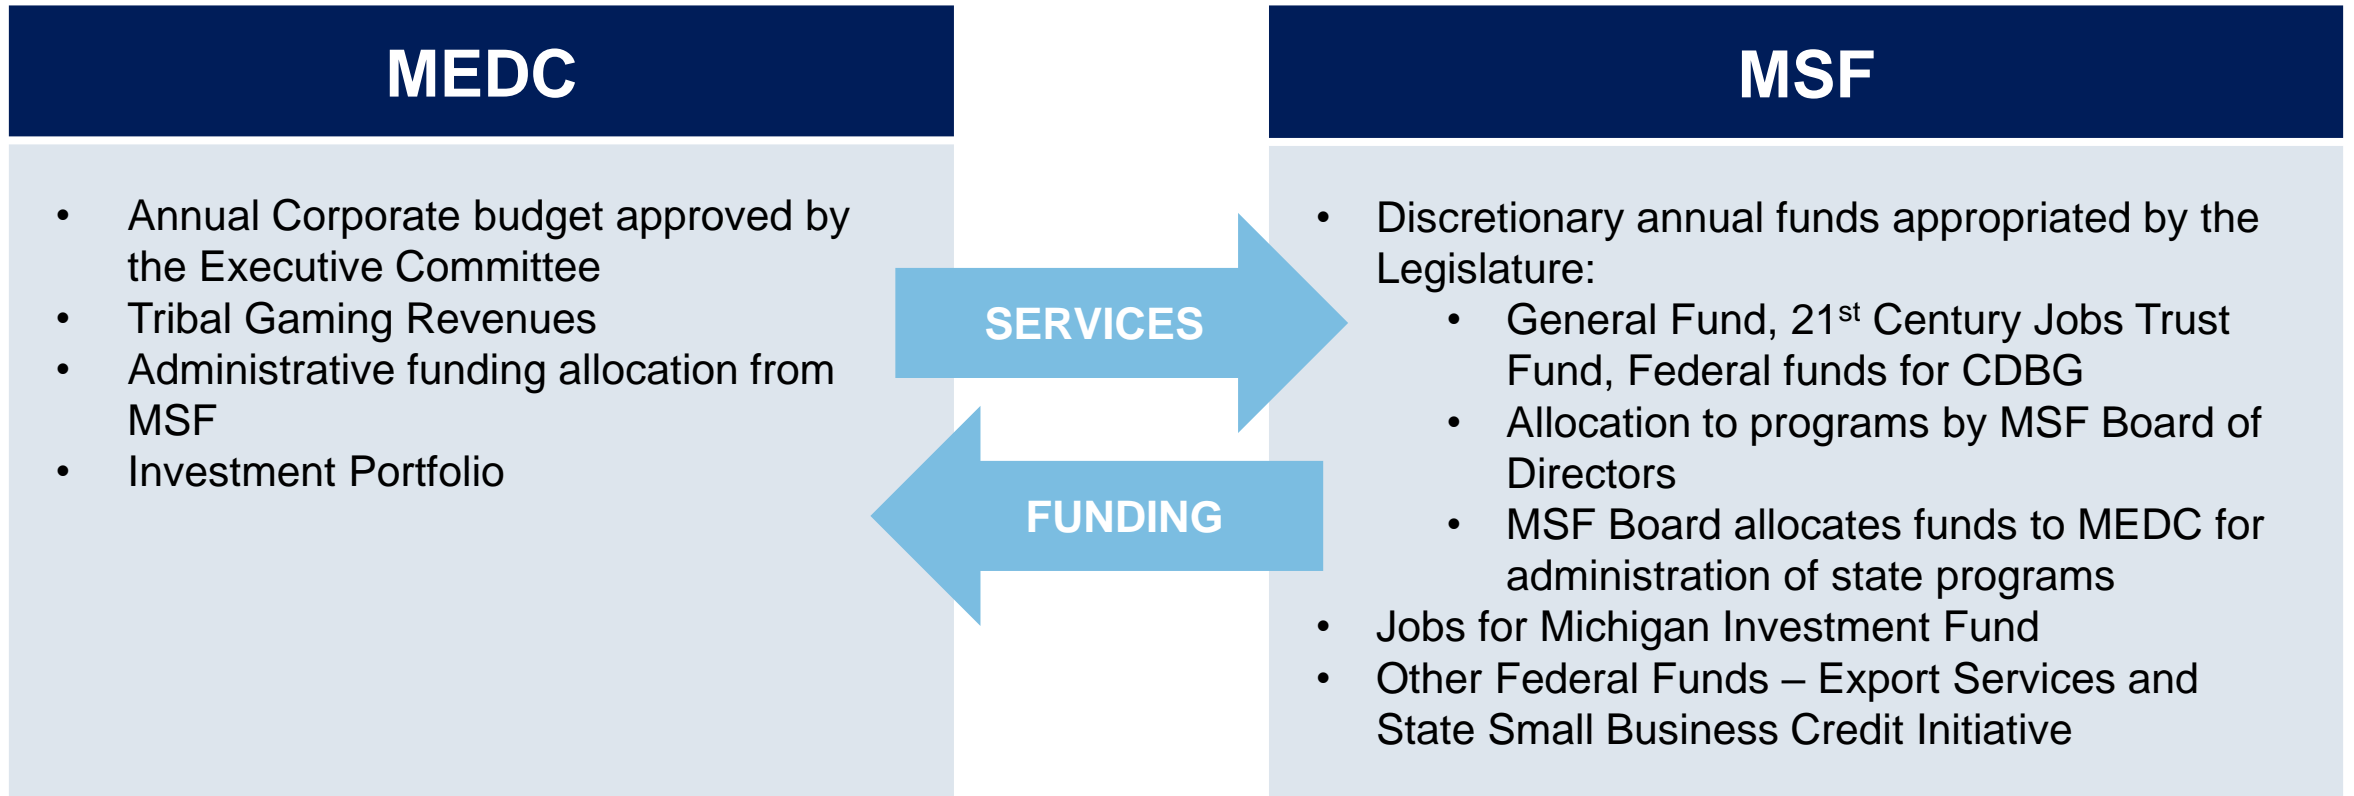 MEDC
• Annual Corporate budget approved by
the Executive Committee
• Tribal Gaming Revenues
• Administrative funding allocation from
MSF
• Investment Portfolio
SERVICES
FUNDING
MSF
• Discretionary annual funds appropriated by the
Legislature:
• General Fund, 21st Century Jobs Trust
Fund, Federal funds for CDBG
• Allocation to programs by MSF Board of
Directors
• MSF Board allocates funds to MEDC for
administration of state programs
• Jobs for Michigan Investment Fund
• Other Federal Funds – Export Services and
State Small Business Credit Initiative